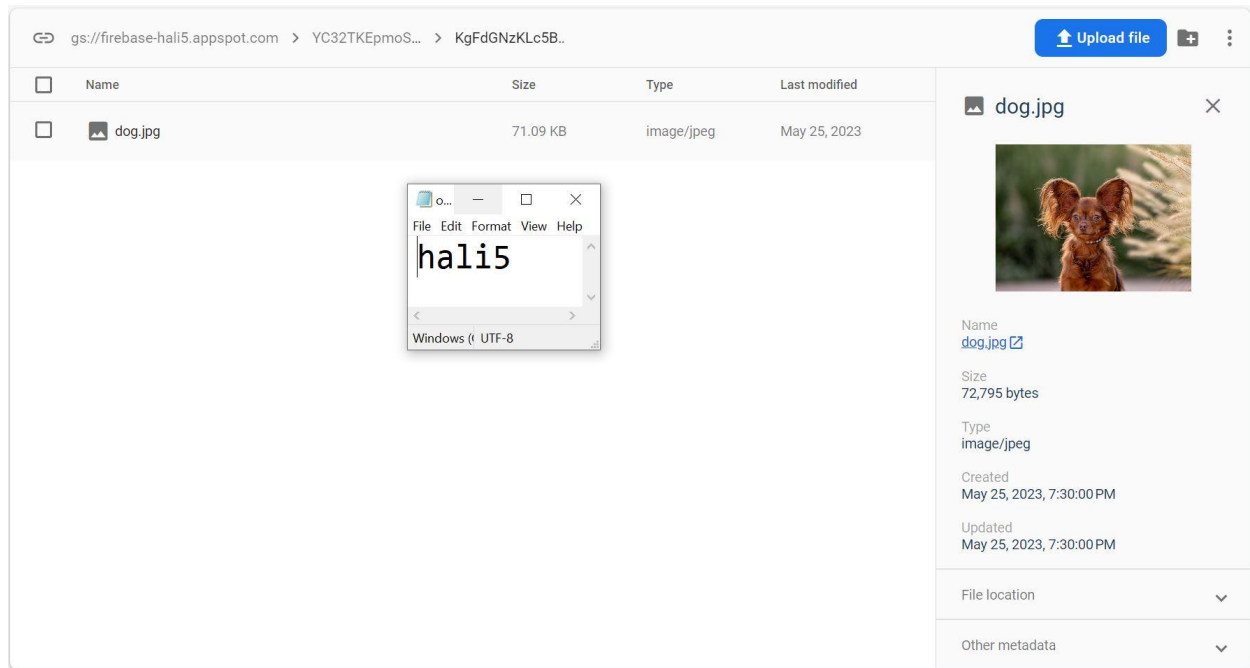 gs://firebase-hali5.appspot.com > YC32TKEpmoS... > KgFdGNzKLc5B..
Upload file
Name Size Type Last modified
dog.jpg 71.09 KB image/jpeg May 25, 2023
o...
File Edit Format View Help
hali5
Windows ( UTF-8
dog.jpg
Name
dog.jpg
Size
72,795 bytes
Type
image/jpeg
Created
May 25, 2023, 7:30:00 PM
Updated
May 25, 2023, 7:30:00 PM
File location
Other metadata